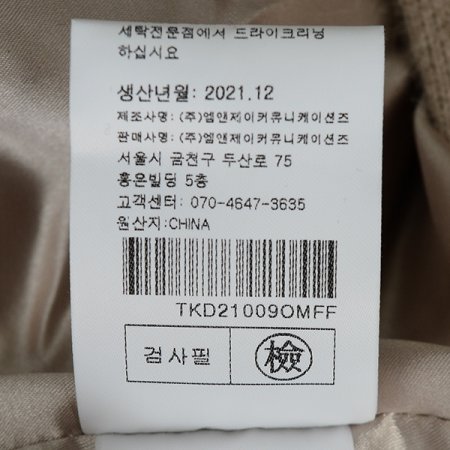 세탁전문점에서 드라이크리닝
하십시요
생산년월: 2021.12
제조사명: (주)엠앤제이커뮤니케이션즈
판매사명: (주)엠앤제이커뮤니케이션즈
서울시 금천구 두산로 75
홍은빌딩 5층
고객센터: 070-4647-3635
원산지:CHINA
TKD21009OMFF
검사필 檢